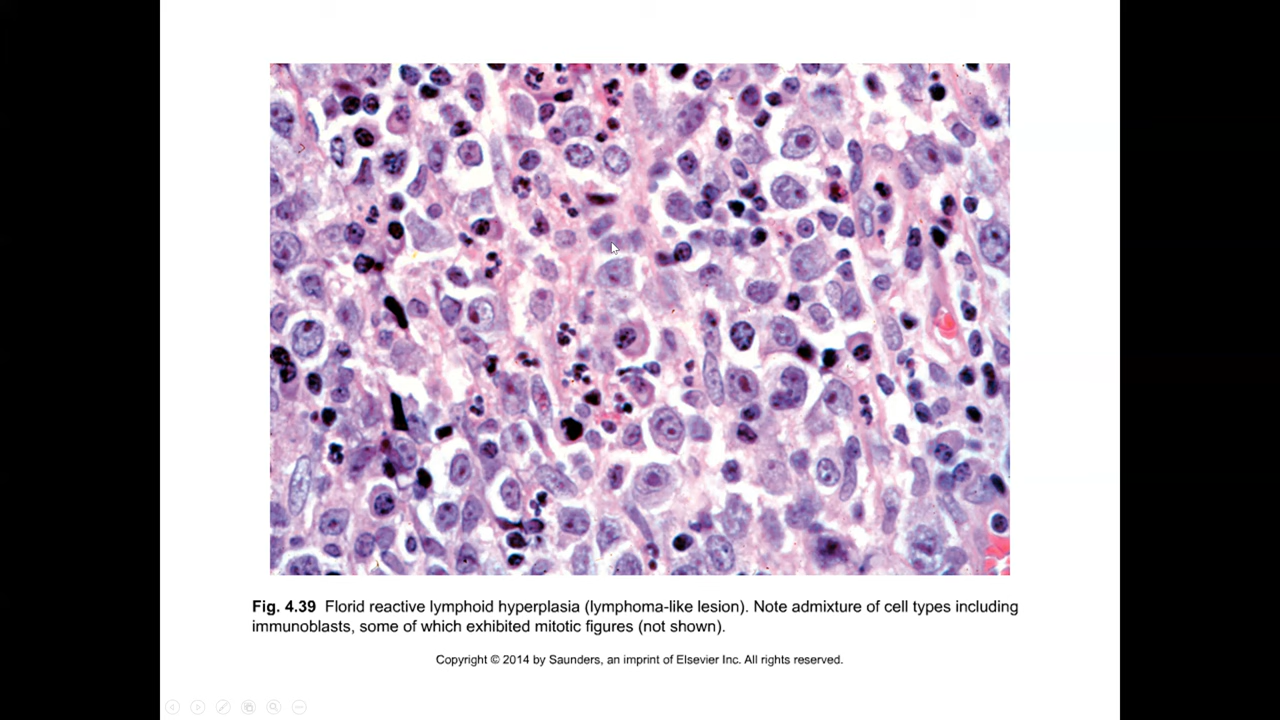 Fig. 4.39 Florid reactive lymphoid hyperplasia (lymphoma-like lesion). Note admixture of cell types including
immunoblasts, some of which exhibited mitotic figures (not shown).
Copyright © 2014 by Saunders, an imprint of Elsevier Inc. All rights reserved.